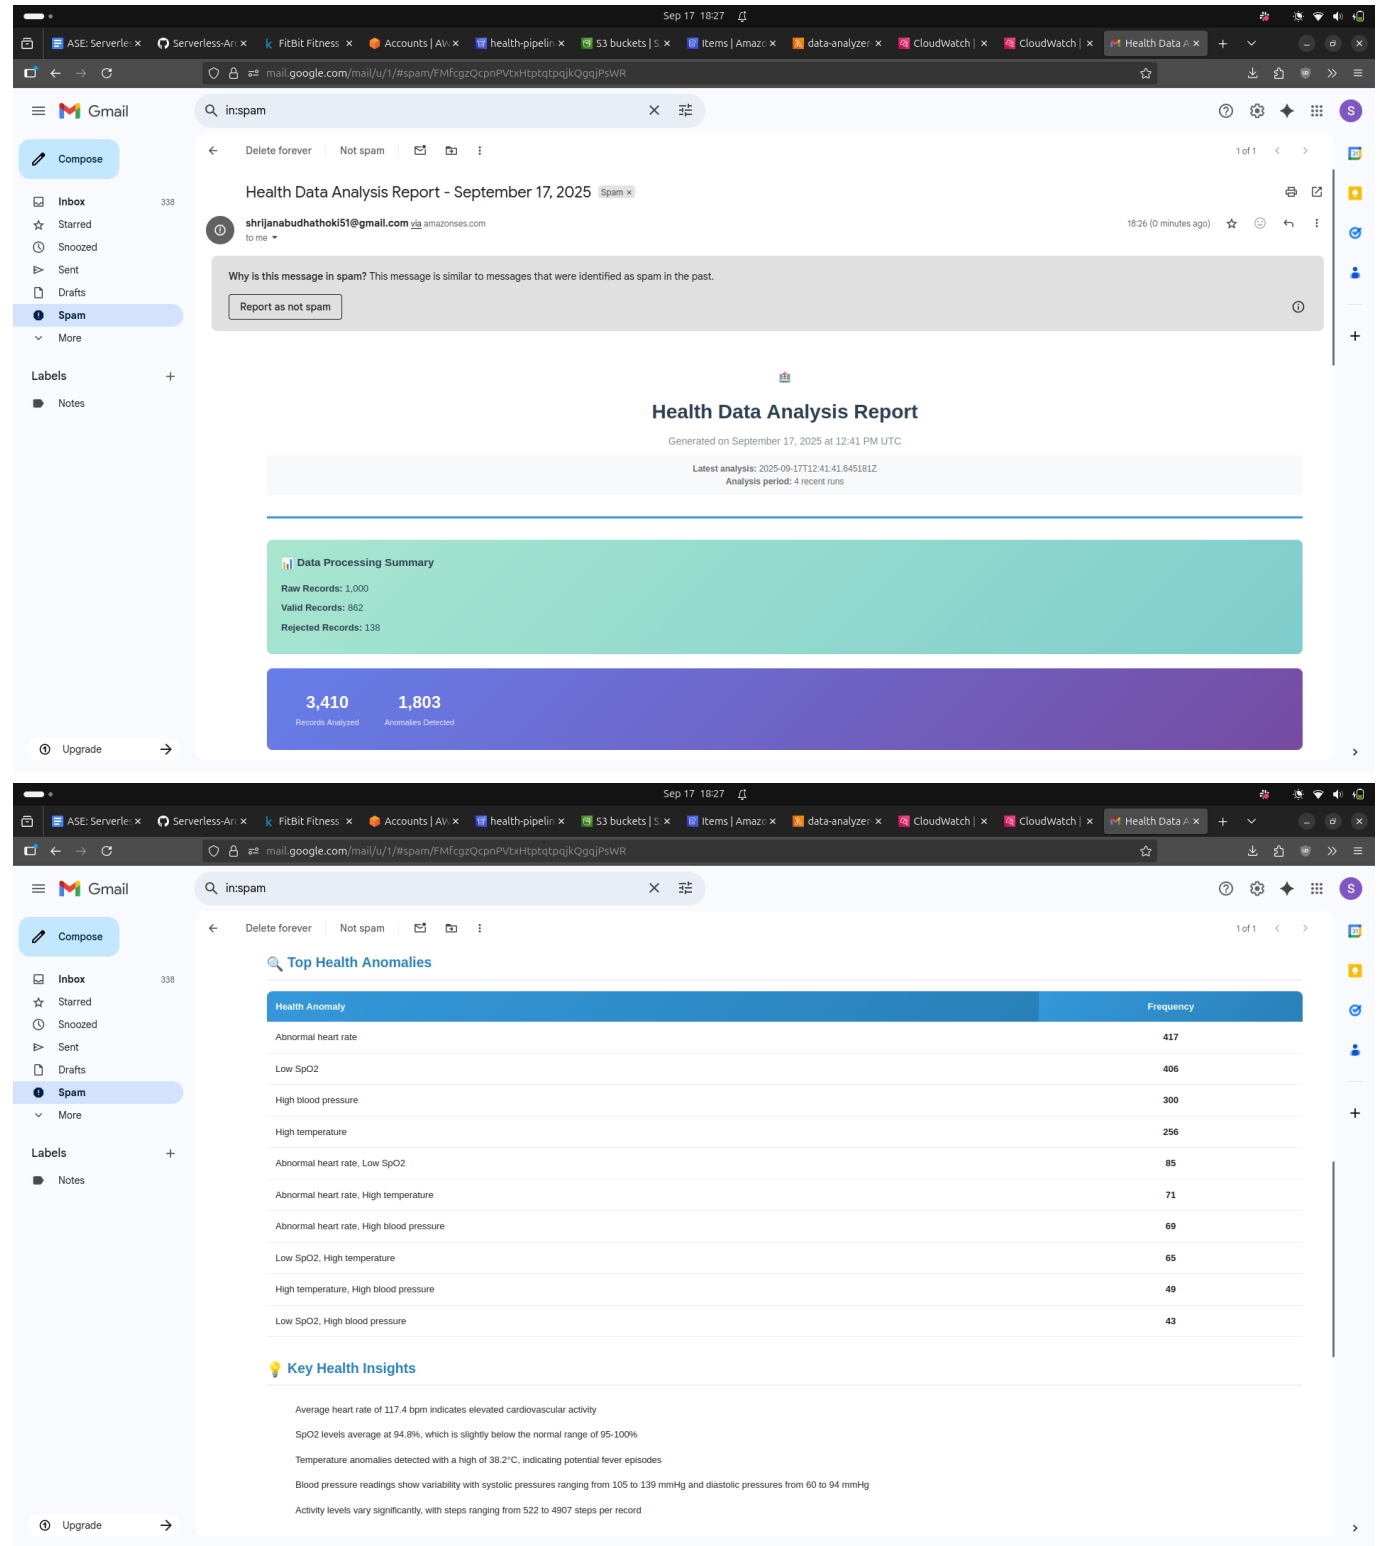 Sep 17 18:27
ASE: Serverles
Serverless-Arc
FitBit Fitness
Accounts | AW
health-pipelin
S3 buckets | S
Items | Amazo
data-analyzer
CloudWatch |
CloudWatch |
Health Data A
mail.google.com/mail/u/1/#spam/FMfcgzQcpnPVtxHtptqtpqjkQgqjPsWR
Gmail
in:spam
S
Compose
Delete forever
Not spam
1 of 1
Health Data Analysis Report - September 17, 2025 Spam ×
Inbox 338
Starred
Snoozed
Sent
Drafts
Spam
More
Labels
Notes
Upgrade
shrijanabudhathoki51@gmail.com via amazonses.com
to me
18:26 (0 minutes ago)
Why is this message in spam? This message is similar to messages that were identified as spam in the past.
Report as not spam
Health Data Analysis Report
Generated on September 17, 2025 at 12:41 PM UTC
Latest analysis: 2025-09-17T12:41:41.645181Z
Analysis period: 4 recent runs
Data Processing Summary
Raw Records: 1,000
Valid Records: 862
Rejected Records: 138
3,410 1,803
Records Analyzed Anomalies Detected
Sep 17 18:27
ASE: Serverles
Serverless-Arc
FitBit Fitness
Accounts | AW
health-pipelin
S3 buckets | S
Items | Amazo
data-analyzer
CloudWatch |
CloudWatch |
Health Data A
mail.google.com/mail/u/1/#spam/FMfcgzQcpnPVtxHtptqtpqjkQgqjPsWR
Gmail
in:spam
S
Compose
Delete forever
Not spam
1 of 1
Inbox 338
Starred
Snoozed
Sent
Drafts
Spam
More
Labels
Notes
Upgrade
Top Health Anomalies
Health Anomaly Frequency
Abnormal heart rate 417
Low SpO2 406
High blood pressure 300
High temperature 256
Abnormal heart rate, Low SpO2 85
Abnormal heart rate, High temperature 71
Abnormal heart rate, High blood pressure 69
Low SpO2, High temperature 65
High temperature, High blood pressure 49
Low SpO2, High blood pressure 43
Key Health Insights
Average heart rate of 117.4 bpm indicates elevated cardiovascular activity
SpO2 levels average at 94.8%, which is slightly below the normal range of 95-100%
Temperature anomalies detected with a high of 38.2°C, indicating potential fever episodes
Blood pressure readings show variability with systolic pressures ranging from 105 to 139 mmHg and diastolic pressures from 60 to 94 mmHg
Activity levels vary significantly, with steps ranging from 522 to 4907 steps per record